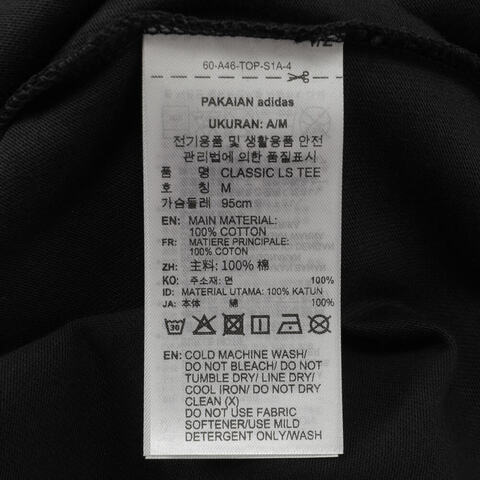 60-A46-TOP-S1A-4
PAKAIAN adidas
UKURAN: A/M
전기용품 및 생활용품 안전
관리법에 의한 품질표시
품 명 CLASSIC LS TEE
호 칭 M
가슴둘레 95cm
EN: MAIN MATERIAL:
100% COTTON
FR: MATIERE PRINCIPALE:
100% COTON
ZH: 主料: 100% 棉
KO: 주소재: 면 100%
ID: MATERIAL UTAMA: 100% KATUN
JA: 本体 綿 100%
30
EN: COLD MACHINE WASH/
DO NOT BLEACH/ DO NOT
TUMBLE DRY/ LINE DRY/
COOL IRON/ DO NOT DRY
CLEAN (X)
DO NOT USE FABRIC
SOFTENER/USE MILD
DETERGENT ONLY/WASH